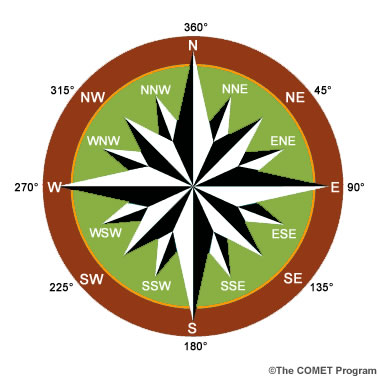 360°
N
315° 45°
NW NE
NNW NNE
WNW ENE
270° W E 90°
WSW ESE
SW SE
SSW SSE
225° 135°
S
180°
©The COMET Program